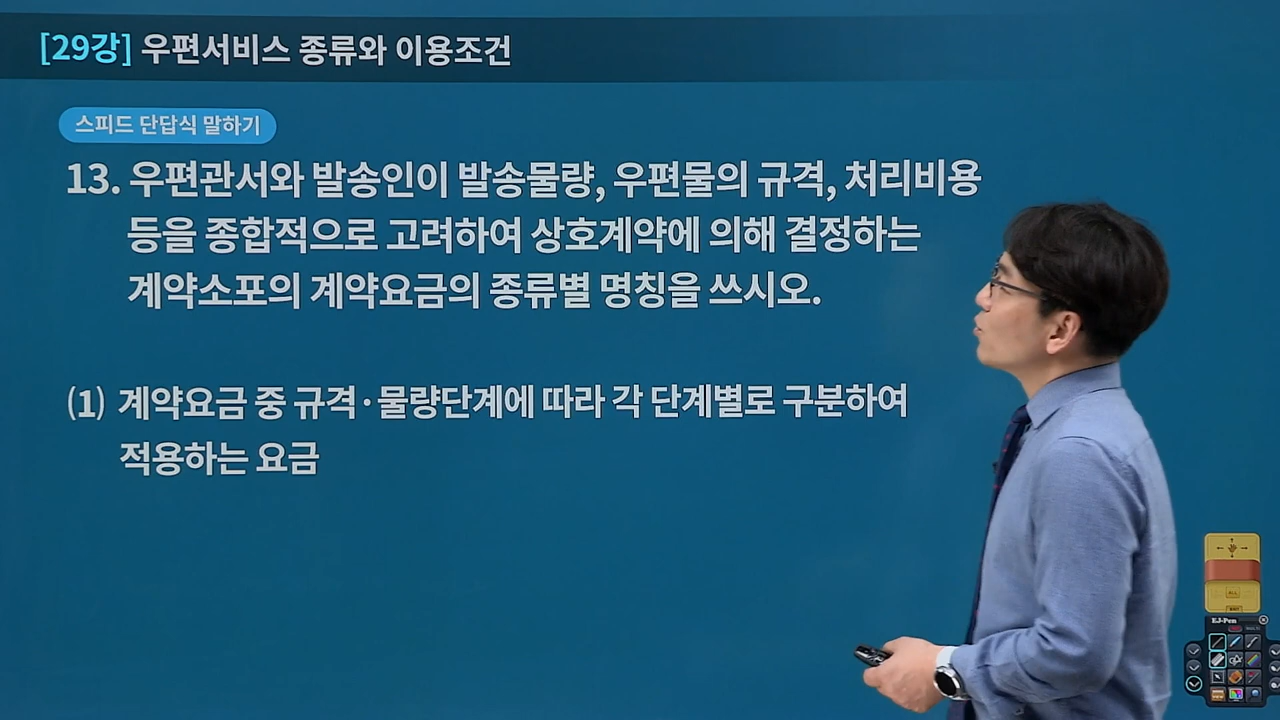 [29강] 우편서비스 종류와 이용조건
스피드 단답식 말하기
13. 우편관서와 발송인이 발송물량, 우편물의 규격, 처리비용
등을 종합적으로 고려하여 상호계약에 의해 결정하는
계약소포의 계약요금의 종류별 명칭을 쓰시오.
(1) 계약요금 중 규격·물량단계에 따라 각 단계별로 구분하여
적용하는 요금
EJ-Pen